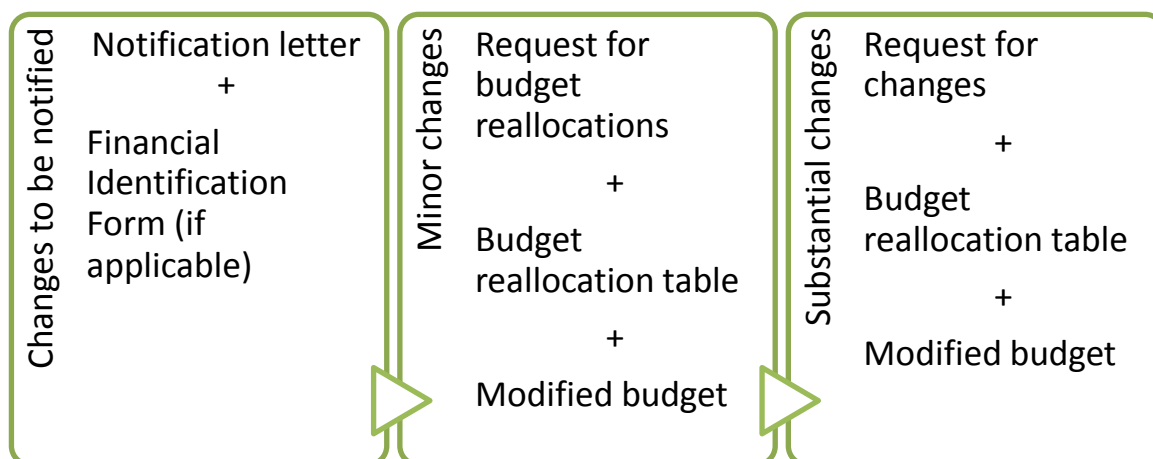 Changes to be notified
Notification letter
+
Financial
Identification
Form (if
applicable)
Minor changes
Request for
budget
reallocations
+
Budget
reallocation table
+
Modified budget
Substantial changes
Request for
changes
+
Budget
reallocation table
+
Modified budget